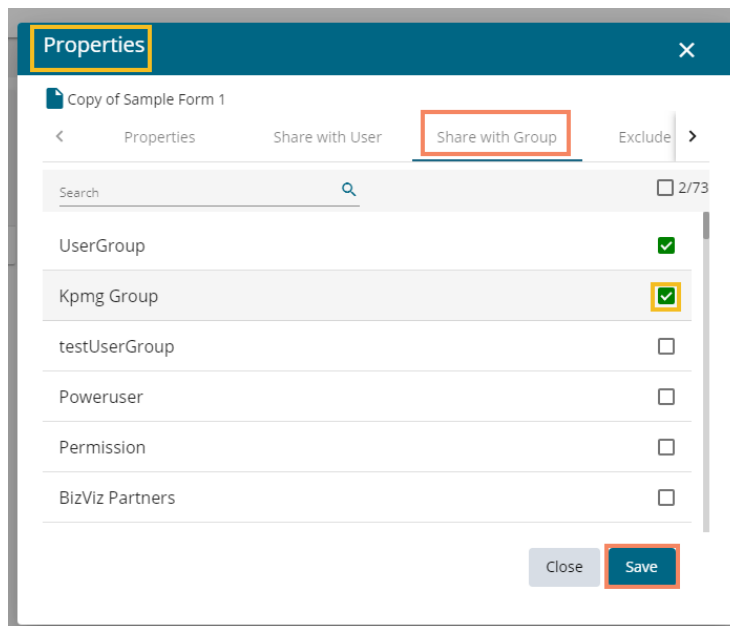 Properties
Copy of Sample Form 1
Properties Share with User Share with Group Exclude
Search 2/73
UserGroup
Kpmg Group
testUserGroup
Poweruser
Permission
BizViz Partners
Close Save